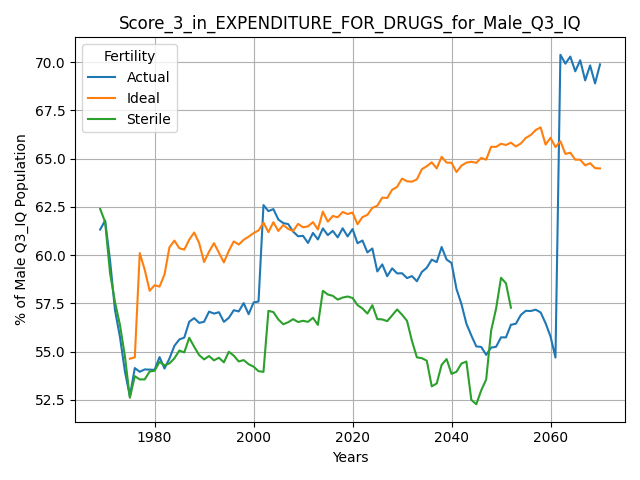 Score_3_in_EXPENDITURE_FOR_DRUGS_for_Male_Q3_IQ
Fertility
Actual
Ideal
Sterile
% of Male Q3_IQ Population
70.0
67.5
65.0
62.5
60.0
57.5
55.0
52.5
1980
2000
2020
2040
2060
Years